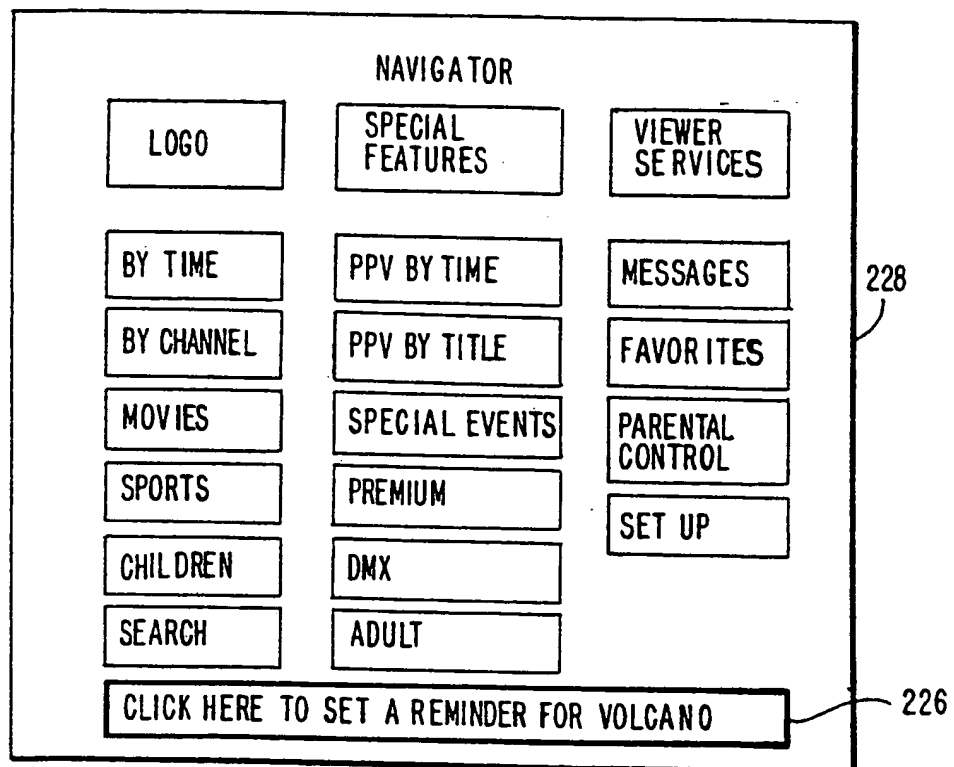 NAVIGATOR
LOGO
SPECIAL
FEATURES
VIEWER
SERVICES
BY TIME
PPV BY TIME
MESSAGES
BY CHANNEL
PPV BY TITLE
FAVORITES
MOVIES
SPECIAL EVENTS
PARENTAL
CONTROL
SPORTS
PREMIUM
SET UP
CHILDREN
DMX
SEARCH
ADULT
CLICK HERE TO SET A REMINDER FOR VOLCANO
228
226